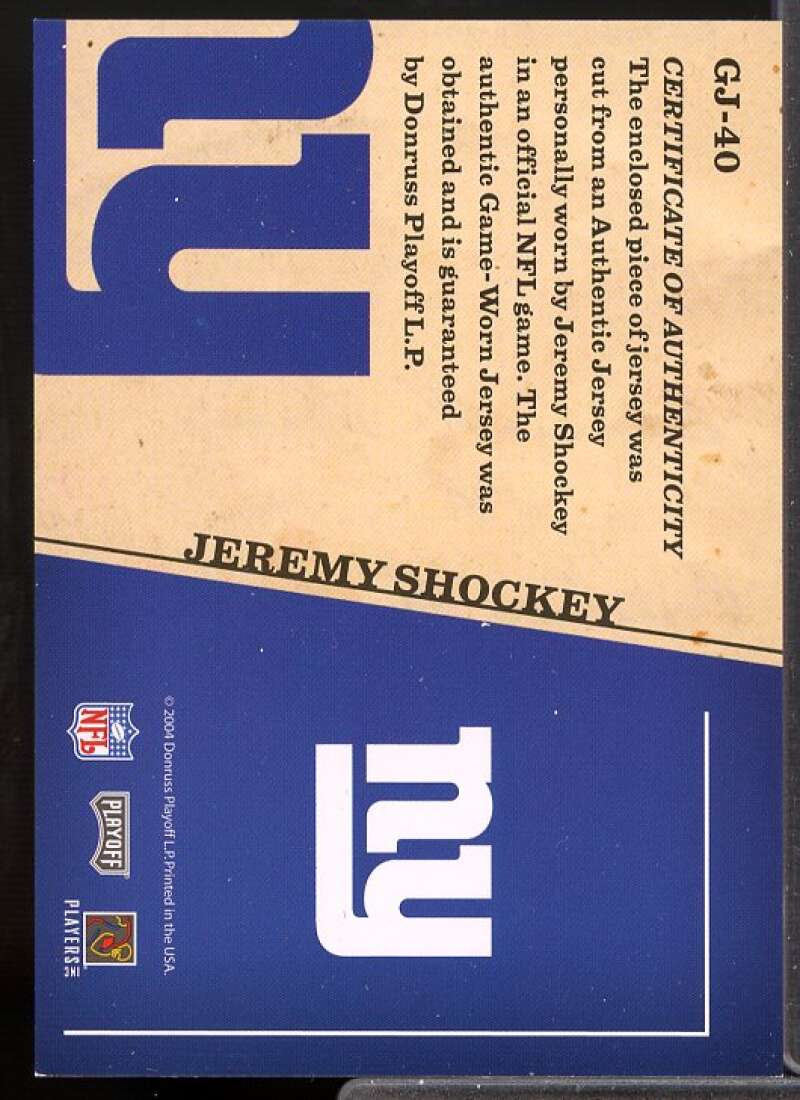 GJ-40
CERTIFICATE OF AUTHENTICITY
The enclosed piece of jersey was
cut from an Authentic Jersey
personally worn by Jeremy Shockey
in an official NFL game. The
authentic Game-Worn Jersey was
obtained and is guaranteed
by Donruss Playoff L.P.
ny
JEREMY SHOCKEY
ny
© 2004 Donruss Playoff L.P. Printed in the USA.
NFL
PLAYOFF
PLAYERS INC